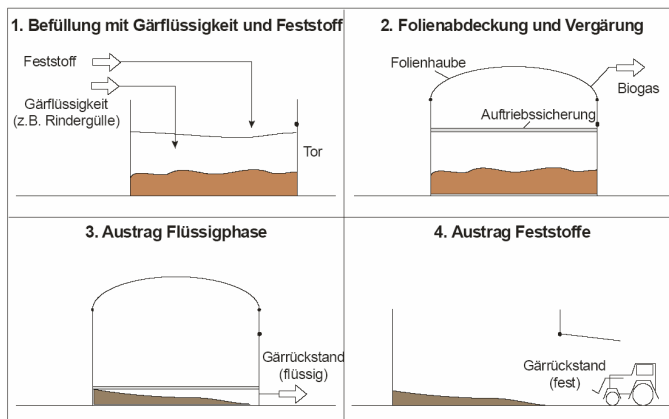 1. Befüllung mit Gärflüssigkeit und Feststoff
Feststoff
Gärflüssigkeit
(z.B. Rindergülle)
Tor
2. Folienabdeckung und Vergärung
Folienhaube
Biogas
Auftriebssicherung
3. Austrag Flüssigphase
Gärrückstand
(flüssig)
4. Austrag Feststoffe
Gärrückstand
(fest)